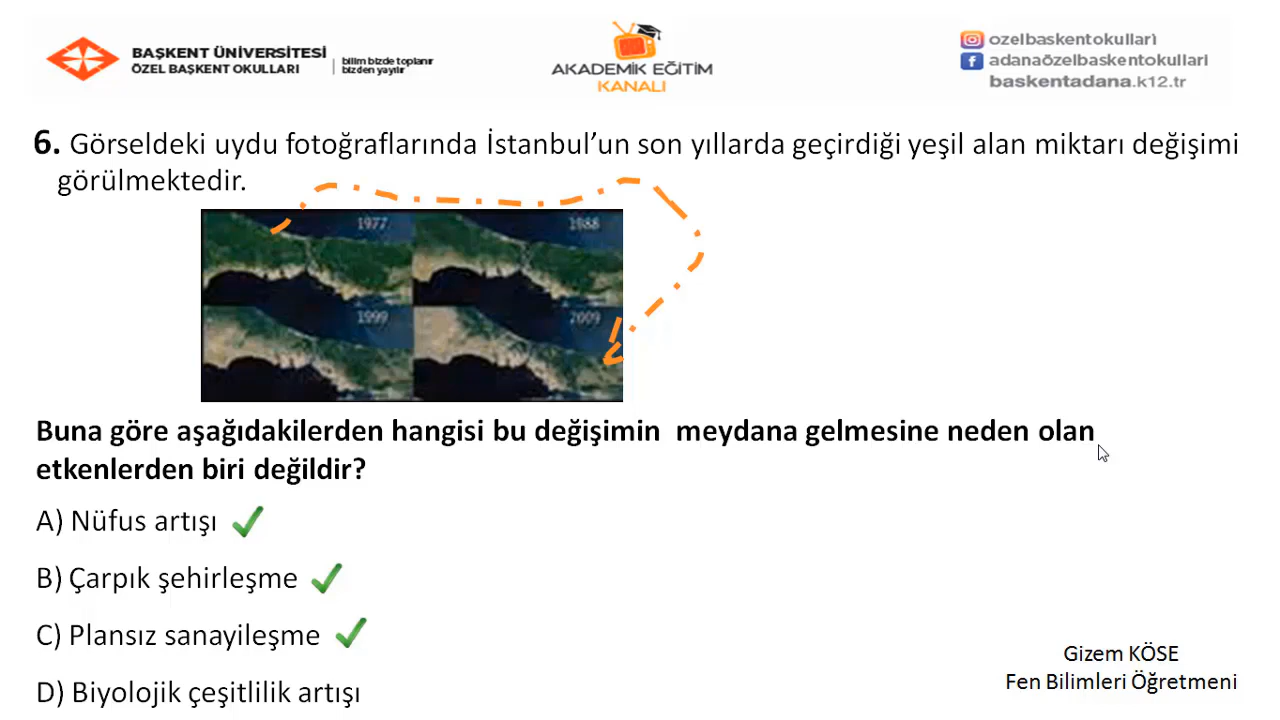 BAŞKENT ÜNİVERSİTESİ
ÖZEL BAŞKENT OKULLARI
bilim bizde toplanır
bizden yayılır
AKADEMİK EĞİTİM
KANALI
ozelbaskentokullari
adanaözelbaskentokullari
baskentadana.k12.tr
6. Görseldeki uydu fotoğraflarında İstanbul’un son yıllarda geçirdiği yeşil alan miktarı değişimi
görülmektedir.
1977
1988
1999
2009
Buna göre aşağıdakilerden hangisi bu değişimin meydana gelmesine neden olan
etkenlerden biri değildir?
A) Nüfus artışı
B) Çarpık şehirleşme
C) Plansız sanayileşme
D) Biyolojik çeşitlilik artışı
Gizem KÖSE
Fen Bilimleri Öğretmeni